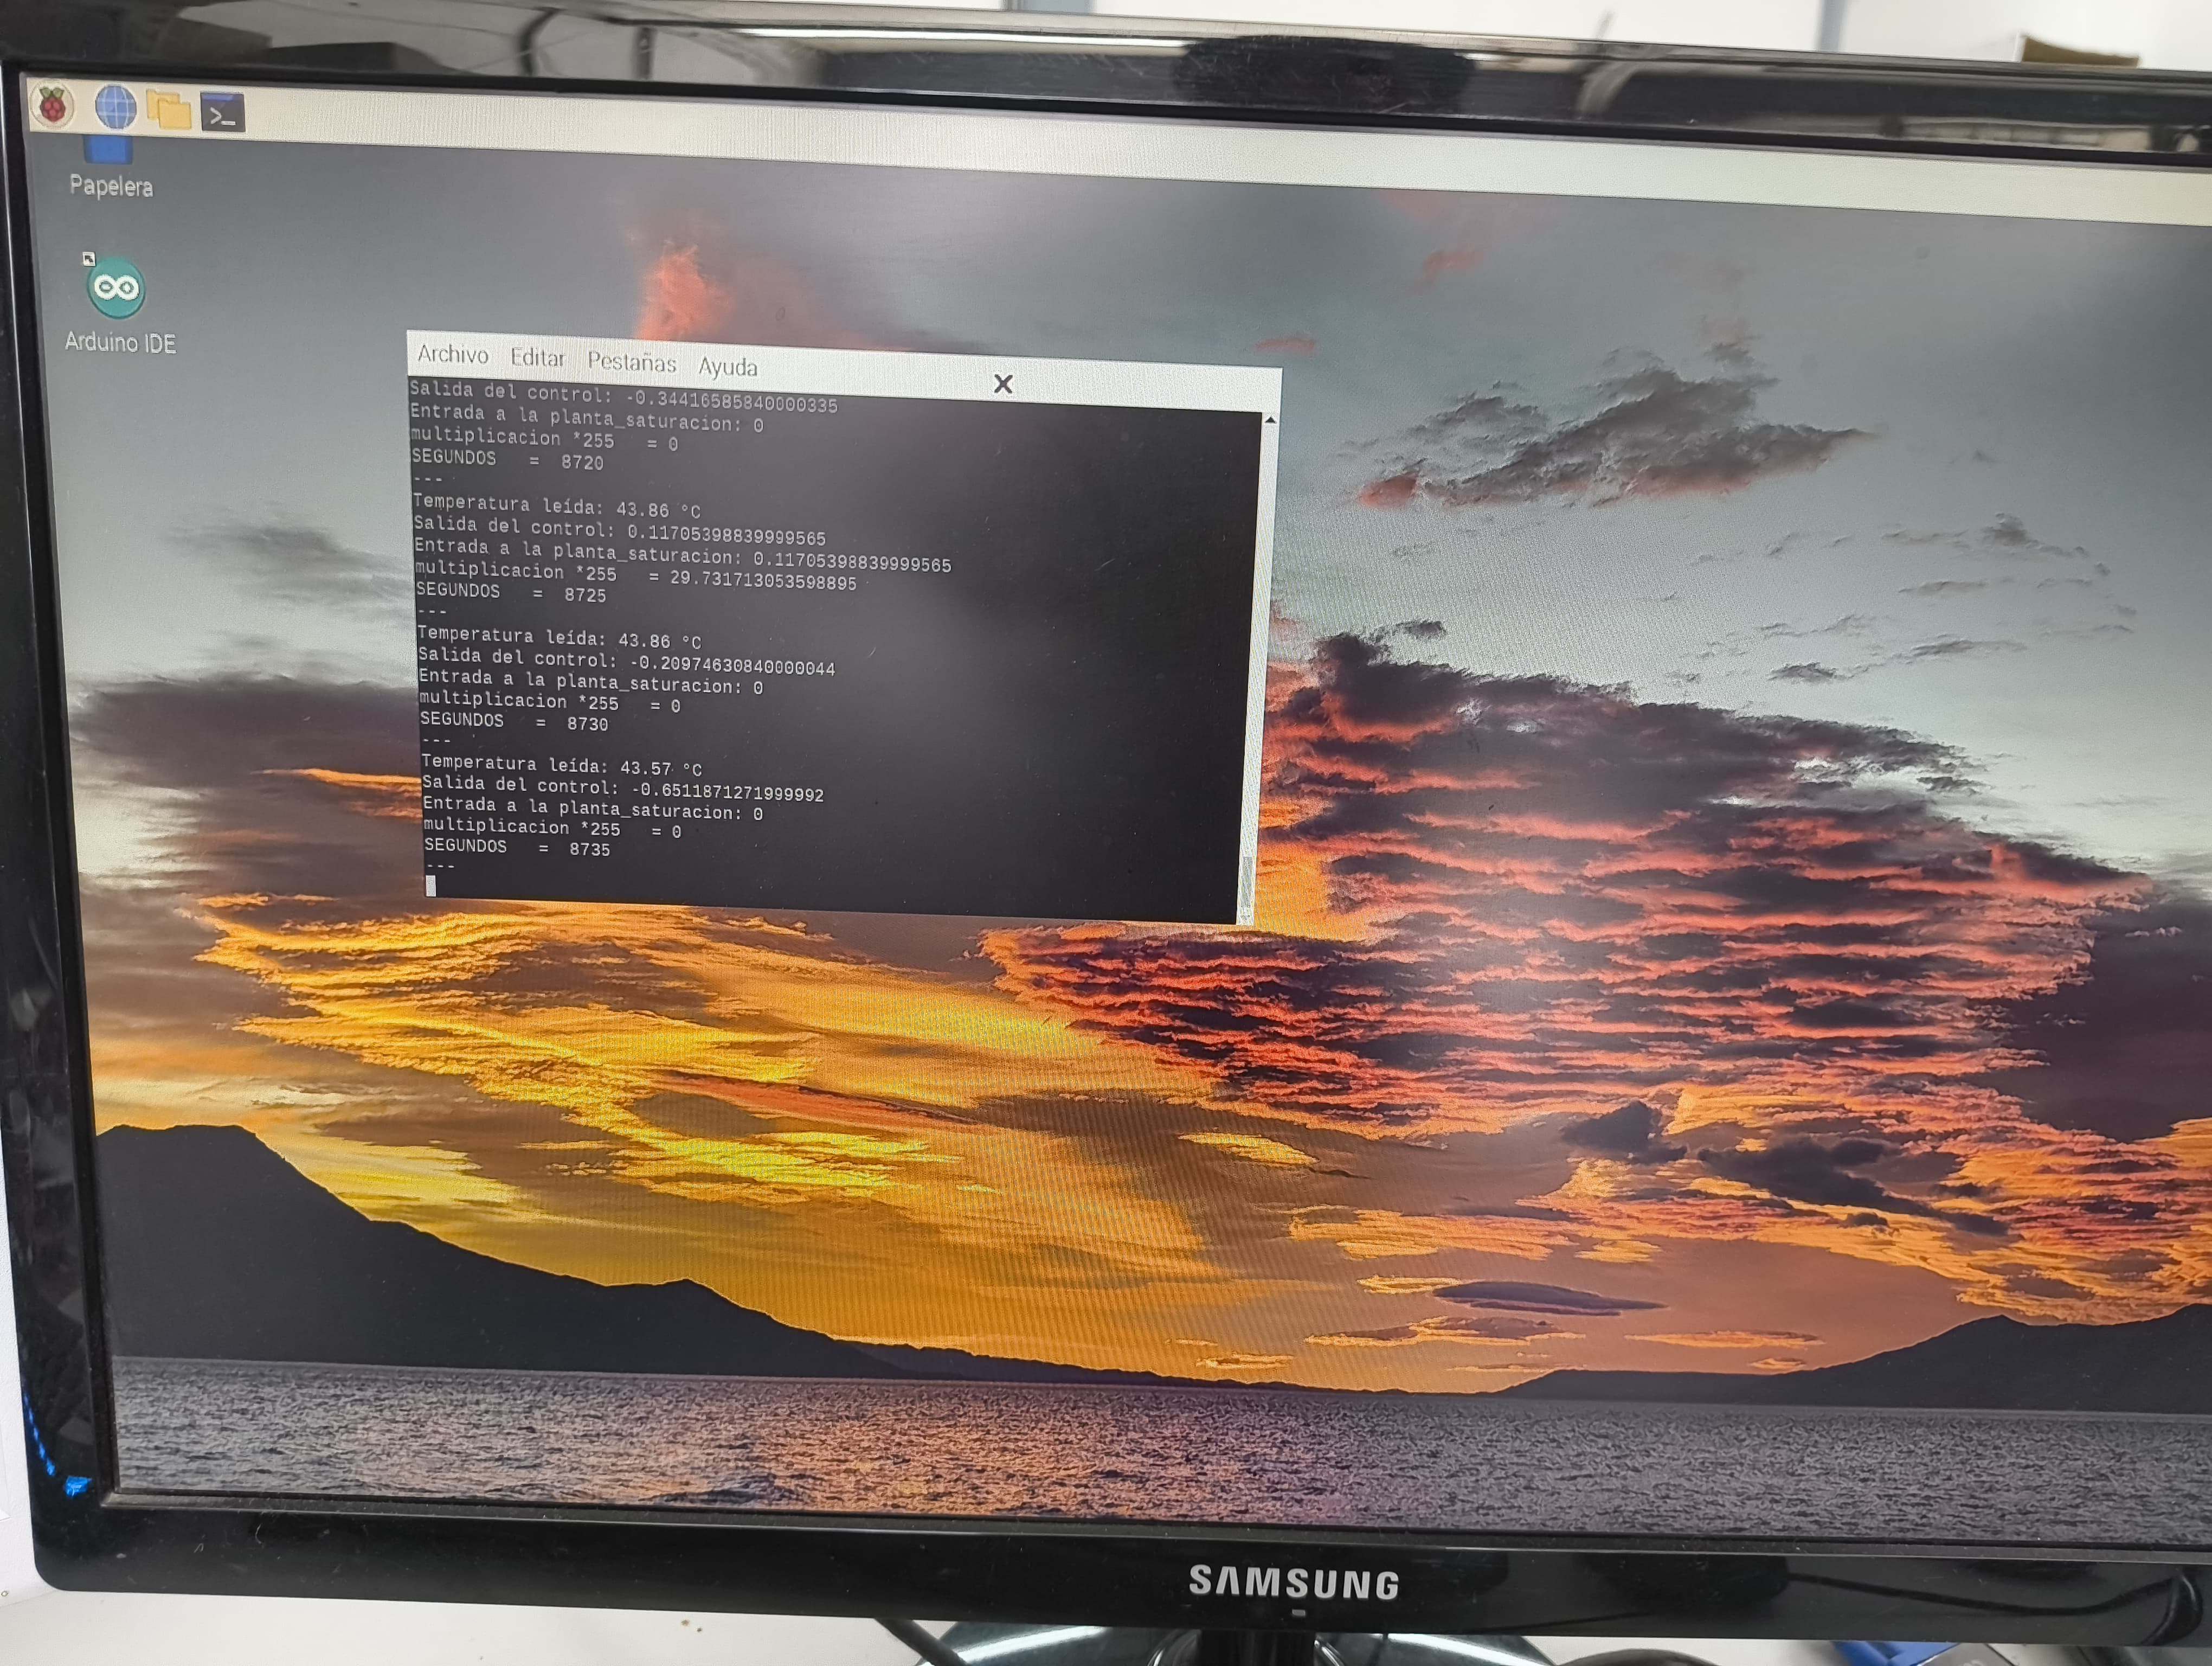 Papelera
Arduino IDE
Archivo Editar Pestañas Ayuda
Salida del control: -0.34416585840000335
Entrada a la planta_saturacion: 0
multiplicacion *255 = 0
SEGUNDOS = 8720
---
Temperatura leída: 43.86 °C
Salida del control: 0.11705398839999565
Entrada a la planta_saturacion: 0.11705398839999565
multiplicacion *255 = 29.731713053598895
SEGUNDOS = 8725
---
Temperatura leída: 43.86 °C
Salida del control: -0.20974630840000044
Entrada a la planta_saturacion: 0
multiplicacion *255 = 0
SEGUNDOS = 8730
---
Temperatura leída: 43.57 °C
Salida del control: -0.6511871271999992
Entrada a la planta_saturacion: 0
multiplicacion *255 = 0
SEGUNDOS = 8735
---
SAMSUNG